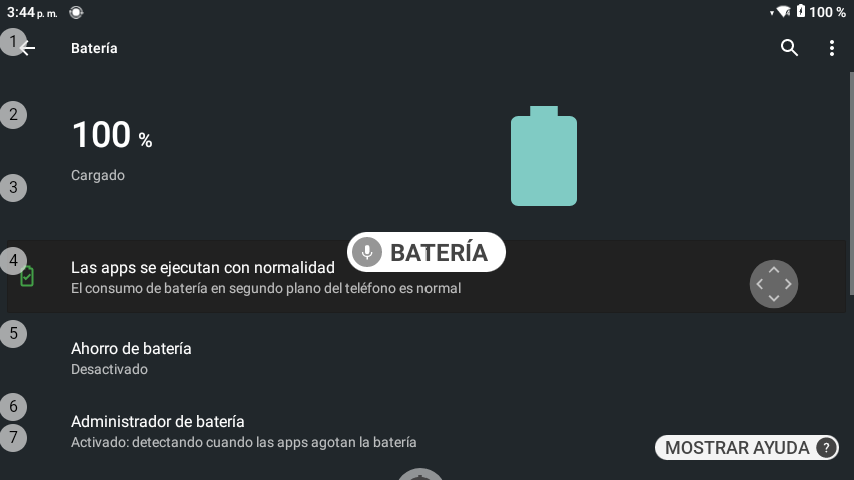 3:44 p. m.
100 %
1
Batería
2
100 %
3
Cargado
BATERÍA
4
Las apps se ejecutan con normalidad
El consumo de batería en segundo plano del teléfono es normal
5
Ahorro de batería
Desactivado
6
Administrador de batería
7
Activado: detectando cuando las apps agotan la batería
MOSTRAR AYUDA ?